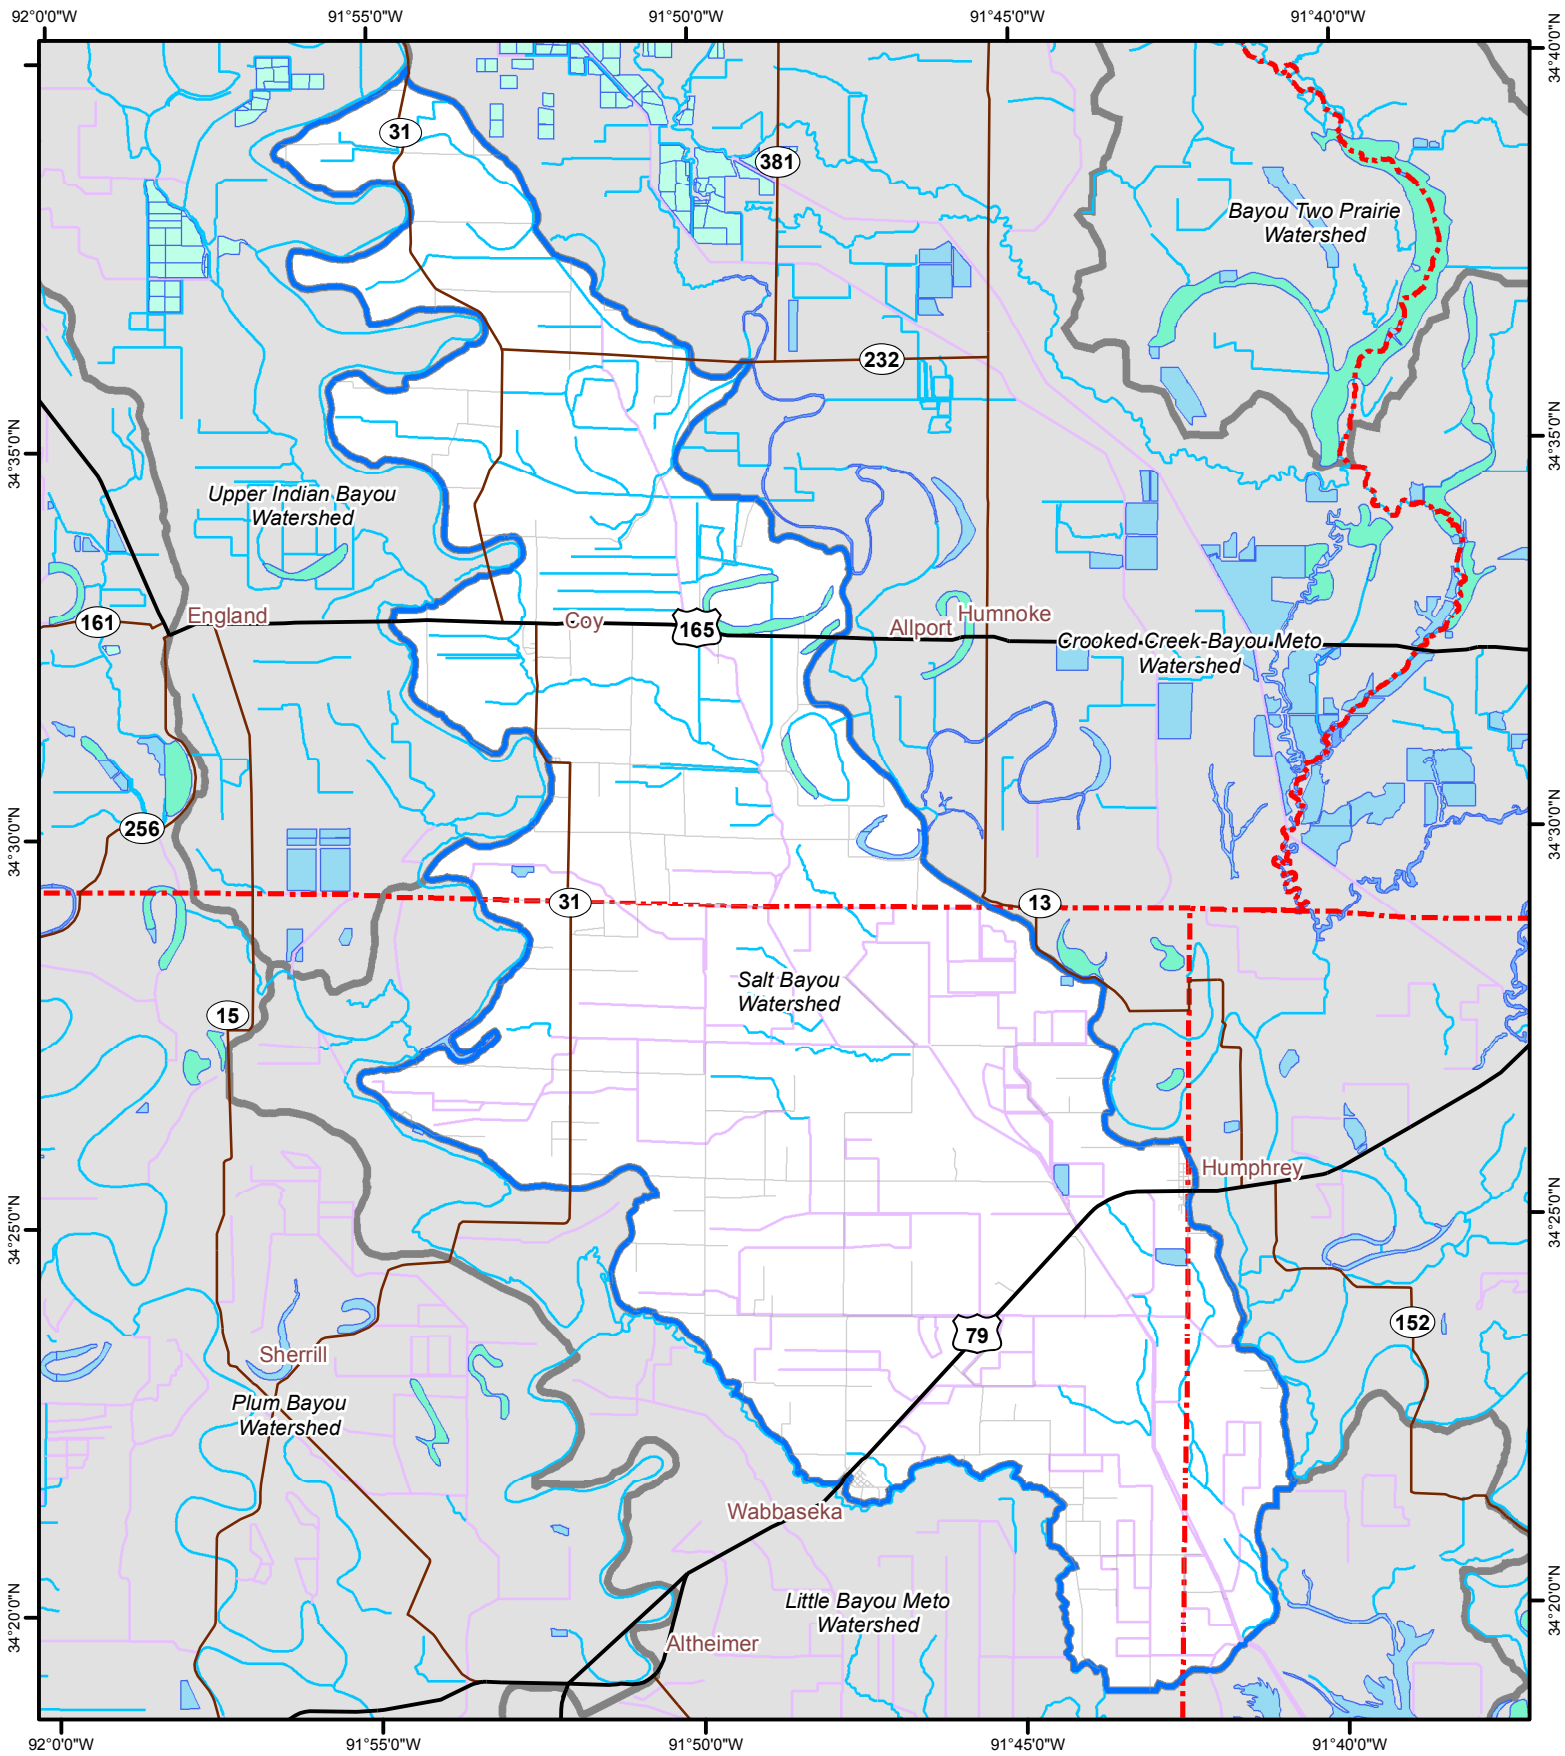 92°0'0"W
91°55'0"W
91°50'0"W
91°45'0"W
91°40'0"W
34°40'0"N
31
381
Bayou Two Prairie
Watershed
232
34°35'0"N
34°35'0"N
Upper Indian Bayou
Watershed
161
England
Coy
165
Allport
Humnoke
Crooked Creek-Bayou Meto
Watershed
256
34°30'0"N
34°30'0"N
31
13
Salt Bayou
Watershed
15
Humphrey
34°25'0"N
34°25'0"N
152
79
Sherrill
Plum Bayou
Watershed
Wabbaseka
Little Bayou Meto
Watershed
34°20'0"N
34°20'0"N
Altheimer
92°0'0"W
91°55'0"W
91°50'0"W
91°45'0"W
91°40'0"W